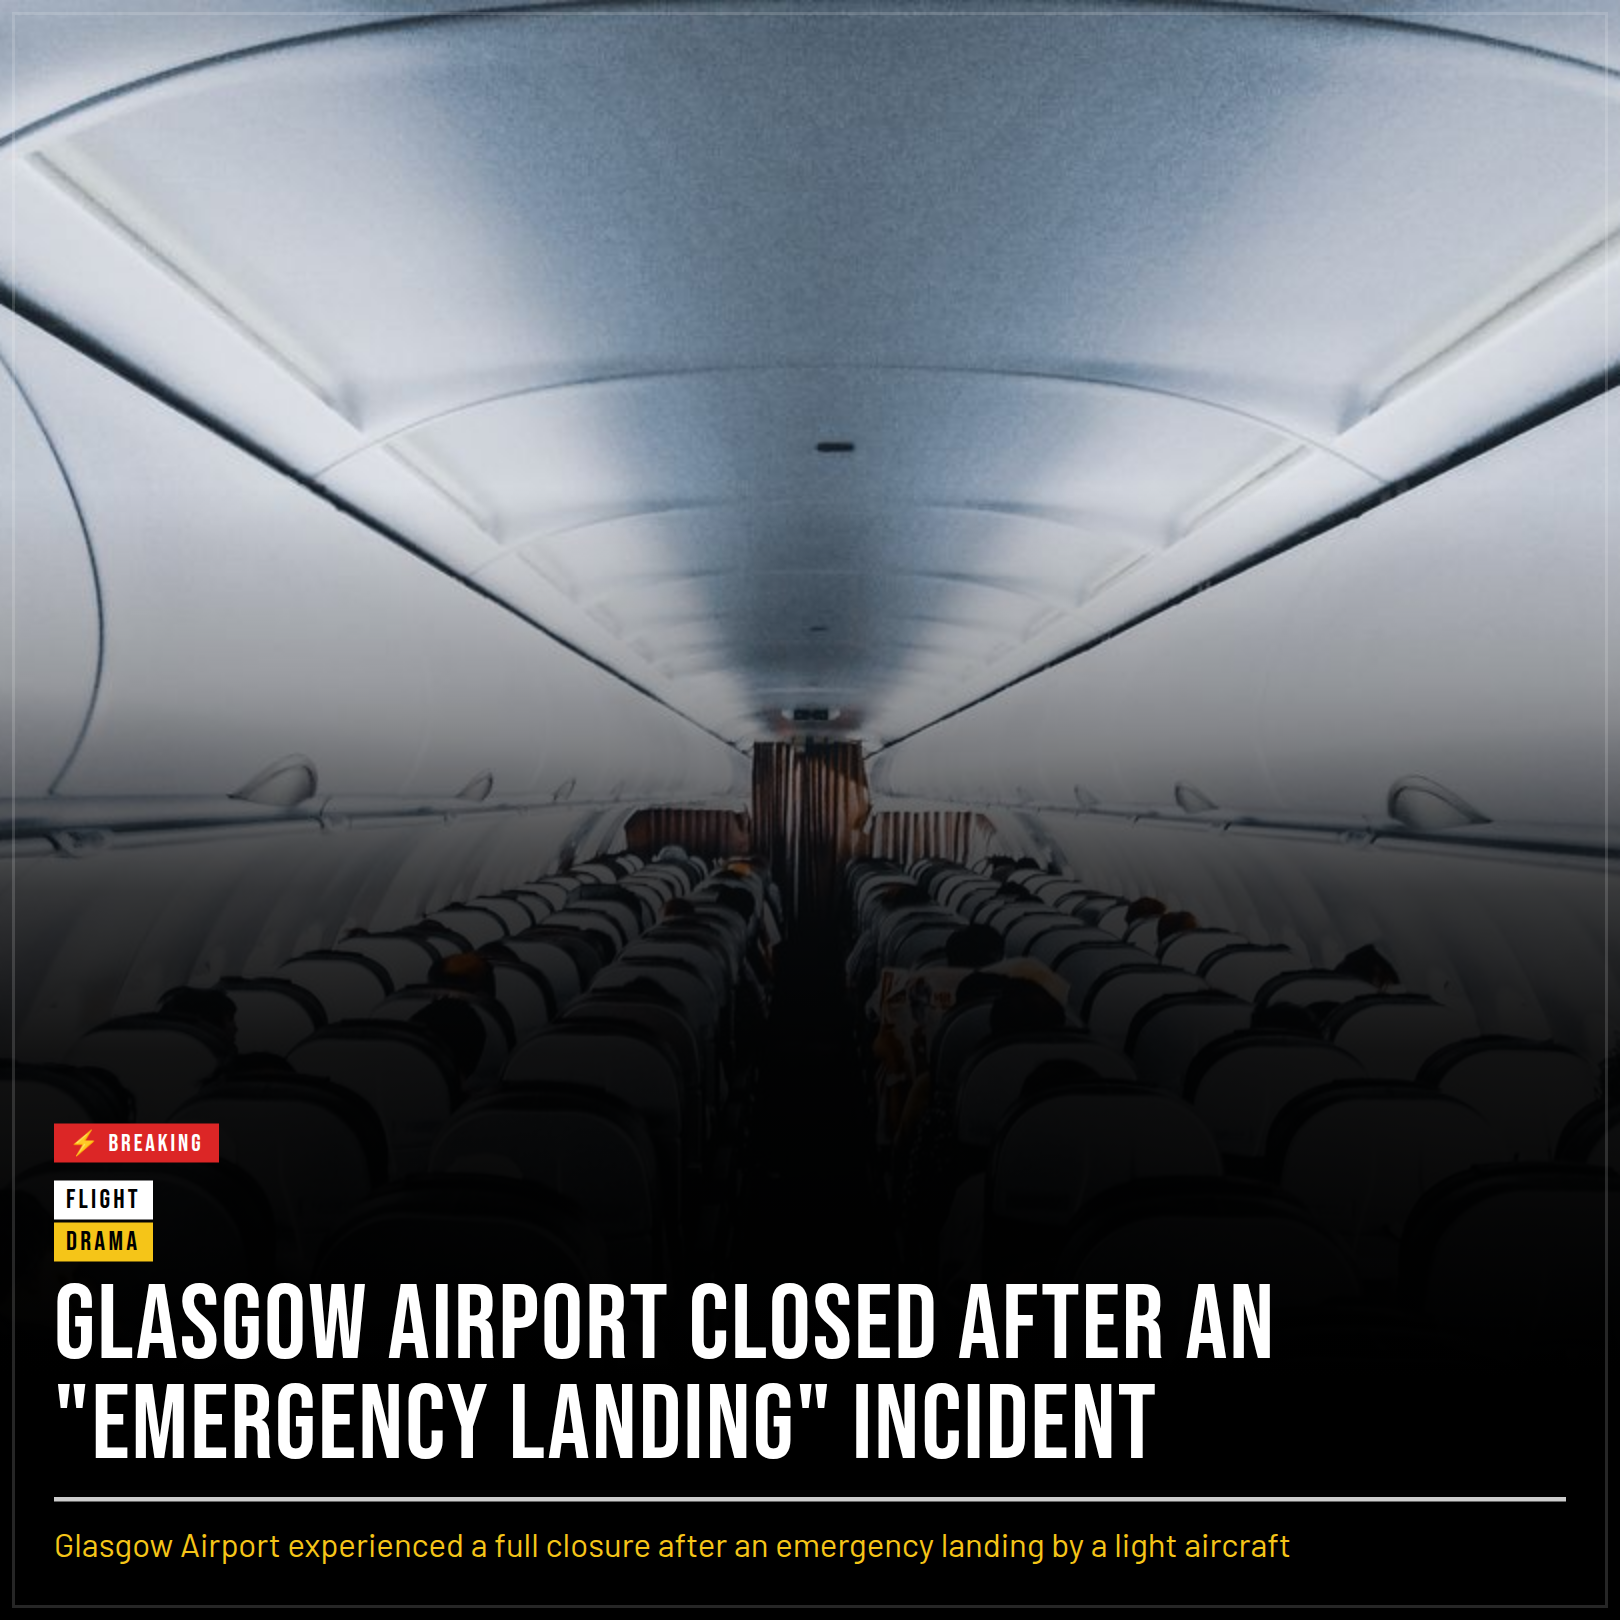 ⚡ BREAKING
FLIGHT
DRAMA
GLASGOW AIRPORT CLOSED AFTER AN
"EMERGENCY LANDING" INCIDENT
Glasgow Airport experienced a full closure after an emergency landing by a light aircraft